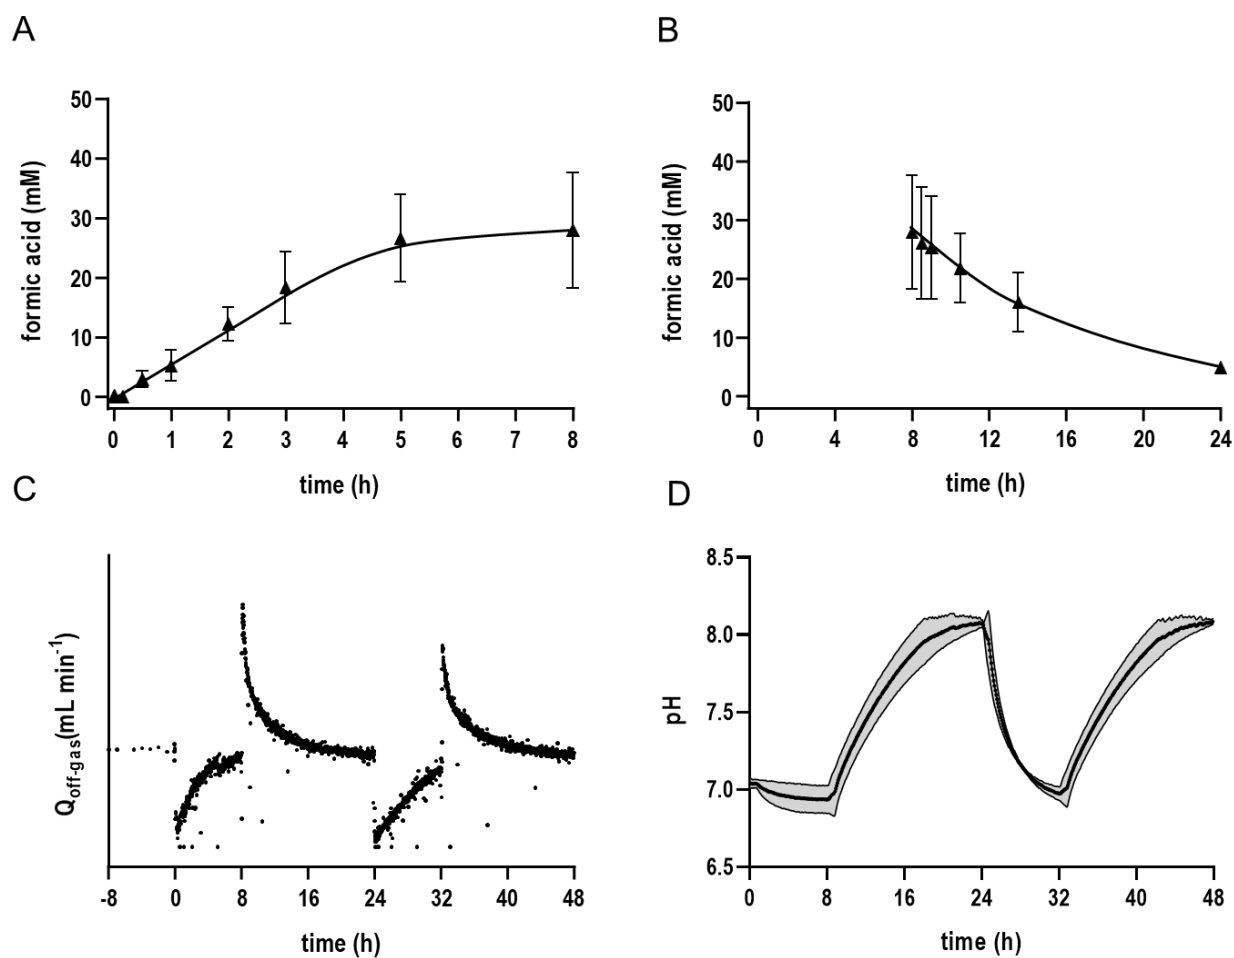 A
B
50
40
30
20
10
0
formic acid (mM)
0 1 2 3 4 5 6 7 8
time (h)
50
40
30
20
10
0
formic acid (mM)
0 4 8 12 16 20 24
time (h)
C
D
Qoff-gas(mL min-1)
-8 0 8 16 24 32 40 48
time (h)
8.5
8.0
7.5
7.0
6.5
pH
0 8 16 24 32 40 48
time (h)